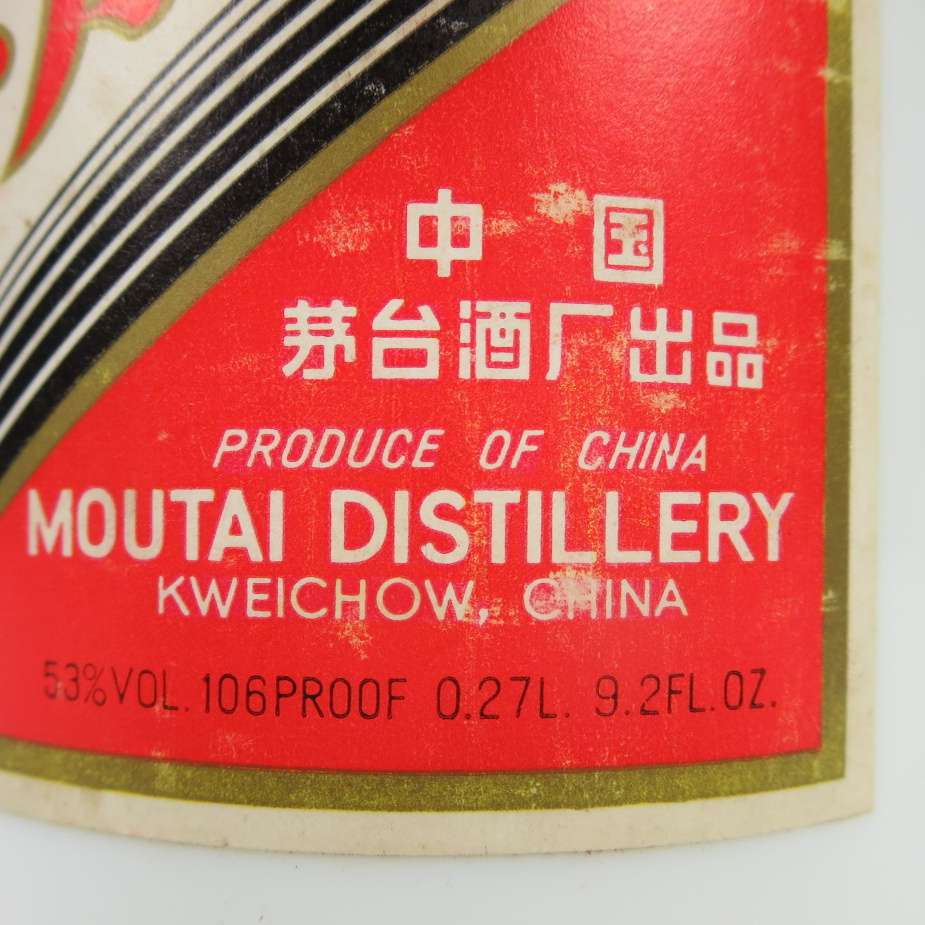 中国
茅台酒厂出品
PRODUCE OF CHINA
MOUTAI DISTILLERY
KWEICHOW, CHINA
53%VOL. 106PROOF 0.27L. 9.2FL.OZ.